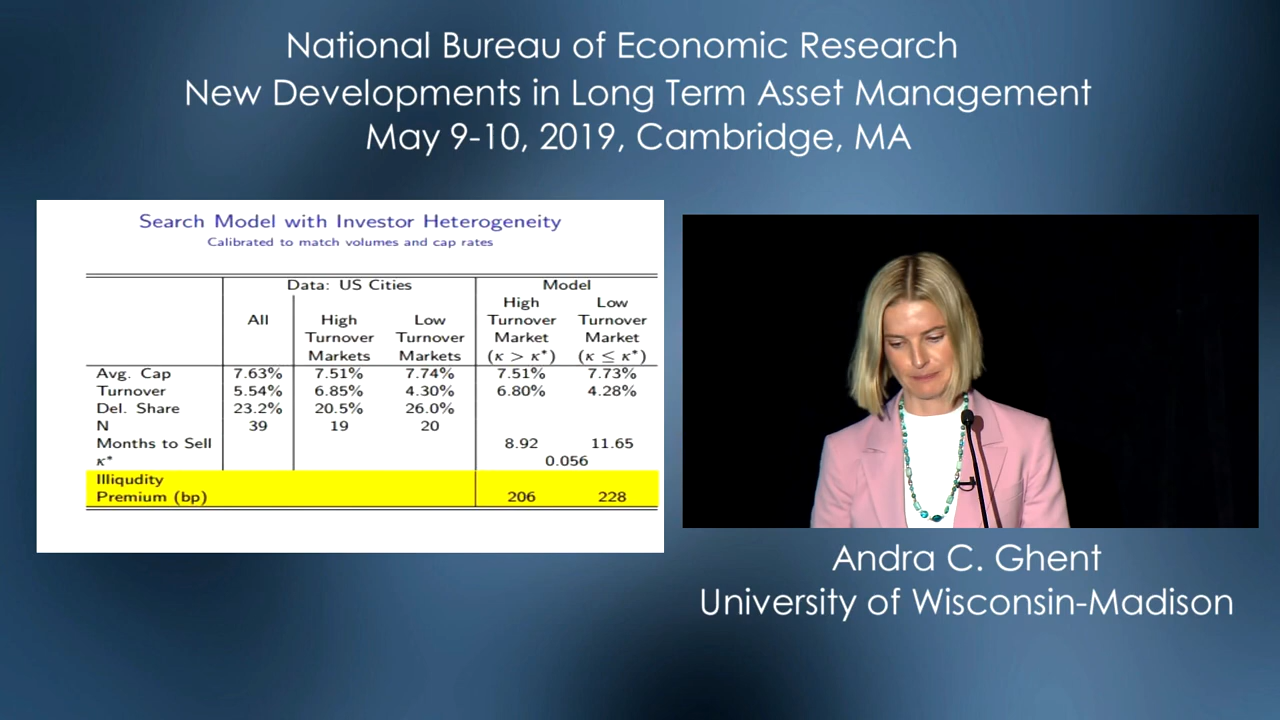 National Bureau of Economic Research
New Developments in Long Term Asset Management
May 9-10, 2019, Cambridge, MA
Search Model with Investor Heterogeneity
Calibrated to match volumes and cap rates
Data: US Cities Model
High Low
All High Low Turnover Turnover
Turnover Turnover Market Market
Markets Markets (κ > κ*) (κ ≤ κ*)
Avg. Cap 7.63% 7.51% 7.74% 7.51% 7.73%
Turnover 5.54% 6.85% 4.30% 6.80% 4.28%
Del. Share 23.2% 20.5% 26.0%
N 39 19 20
Months to Sell 8.92 11.65
κ* 0.056
Illiqudity
Premium (bp) 206 228
Andra C. Ghent
University of Wisconsin-Madison